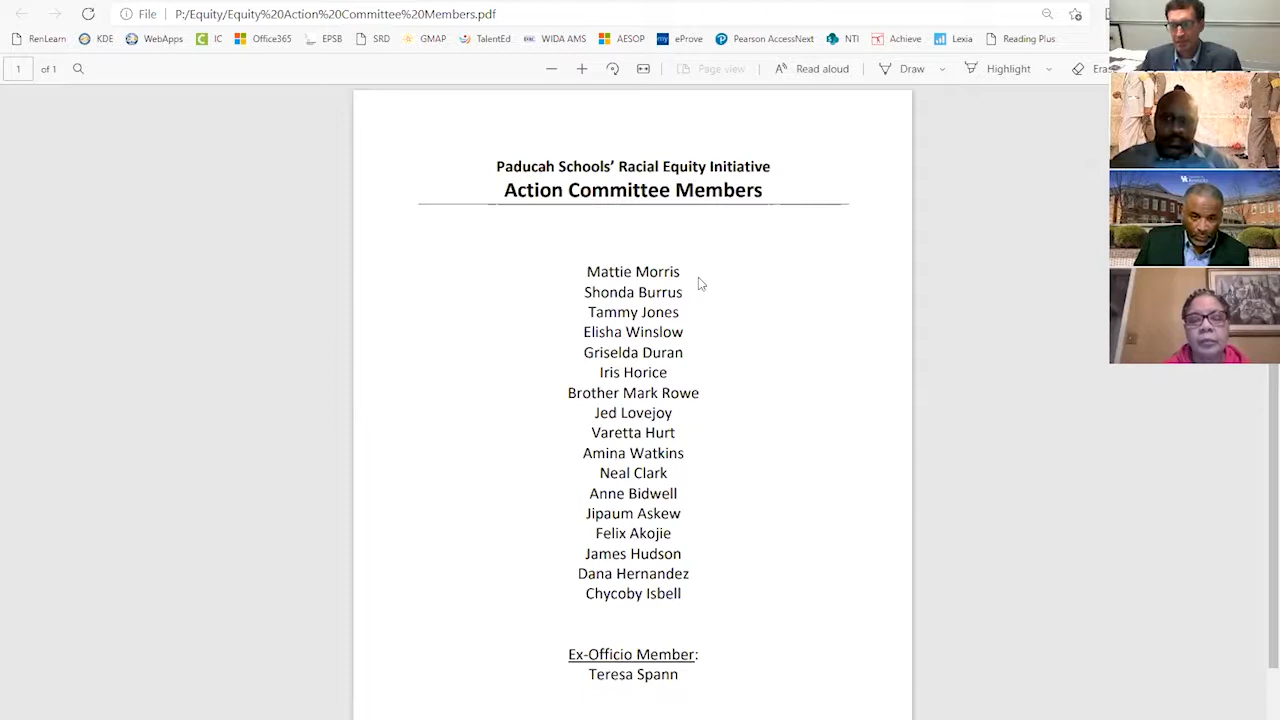 File
P:/Equity/Equity%20Action%20Committee%20Members.pdf
RenLearn
KDE
WebApps
IC
Office365
EPSB
SRD
GMAP
TalentEd
WIDA AMS
AESOP
eProve
Pearson AccessNext
NTI
Achieve
Lexia
Reading Plus
1 of 1
Page view
Read aloud
Draw
Highlight
Paducah Schools’ Racial Equity Initiative
Action Committee Members
Mattie Morris
Shonda Burrus
Tammy Jones
Elisha Winslow
Griselda Duran
Iris Horice
Brother Mark Rowe
Jed Lovejoy
Varetta Hurt
Amina Watkins
Neal Clark
Anne Bidwell
Jipaum Askew
Felix Akojie
James Hudson
Dana Hernandez
Chycoby Isbell
Ex-Officio Member:
Teresa Spann